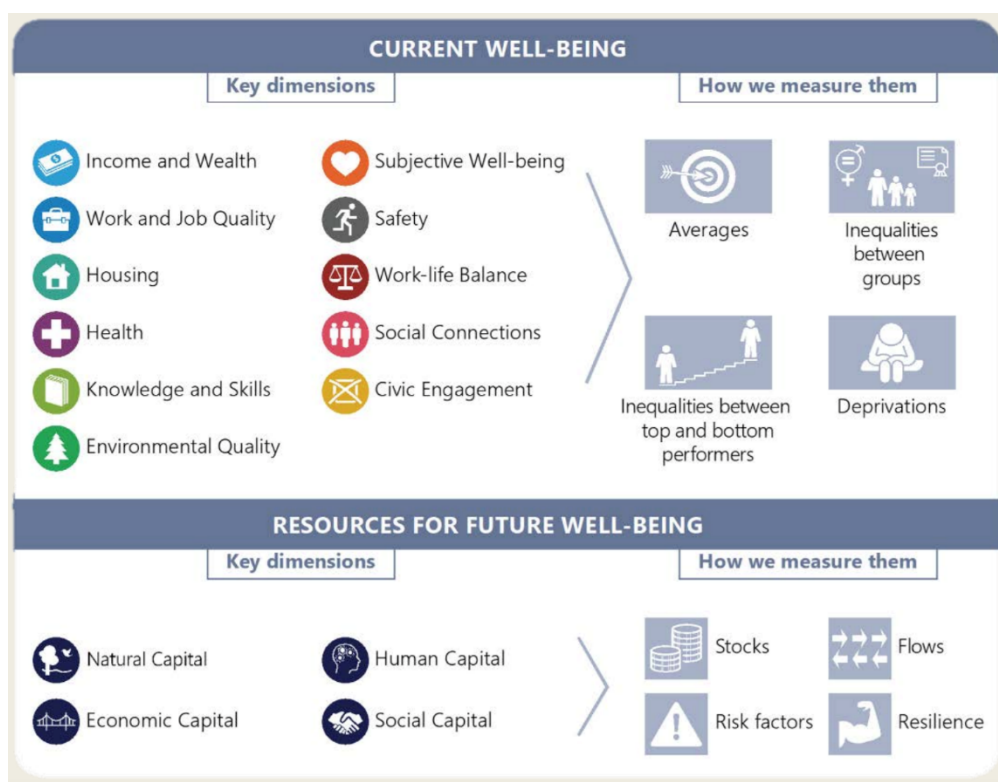 CURRENT WELL-BEING
Key dimensions
How we measure them
Income and Wealth
Work and Job Quality
Housing
Health
Knowledge and Skills
Environmental Quality
Subjective Well-being
Safety
Work-life Balance
Social Connections
Civic Engagement
Averages
Inequalities
between
groups
Inequalities between
top and bottom
performers
Deprivations
RESOURCES FOR FUTURE WELL-BEING
Key dimensions
How we measure them
Natural Capital
Economic Capital
Human Capital
Social Capital
Stocks
Flows
Risk factors
Resilience